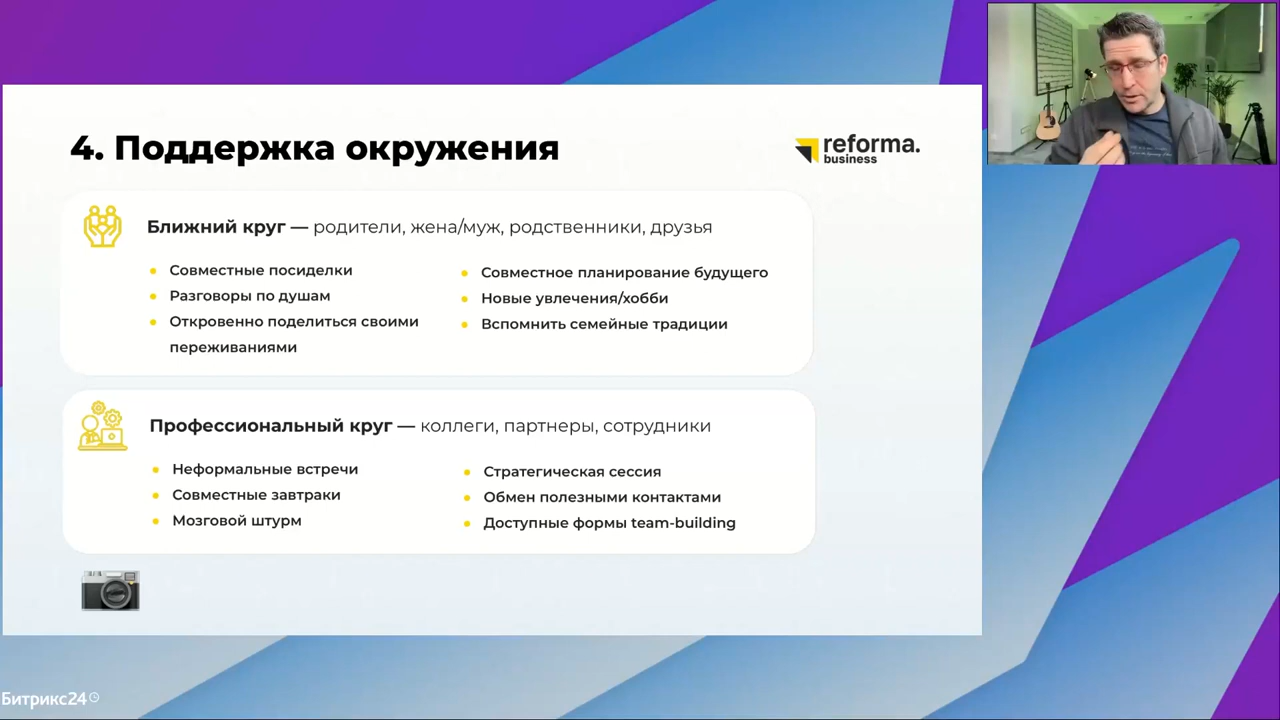 4. Поддержка окружения
reforma.
business
Ближний круг — родители, жена/муж, родственники, друзья
Совместные посиделки
Разговоры по душам
Откровенно поделиться своими
переживаниями
Совместное планирование будущего
Новые увлечения/хобби
Вспомнить семейные традиции
Профессиональный круг — коллеги, партнеры, сотрудники
Неформальные встречи
Совместные завтраки
Мозговой штурм
Стратегическая сессия
Обмен полезными контактами
Доступные формы team-building
Битрикс24